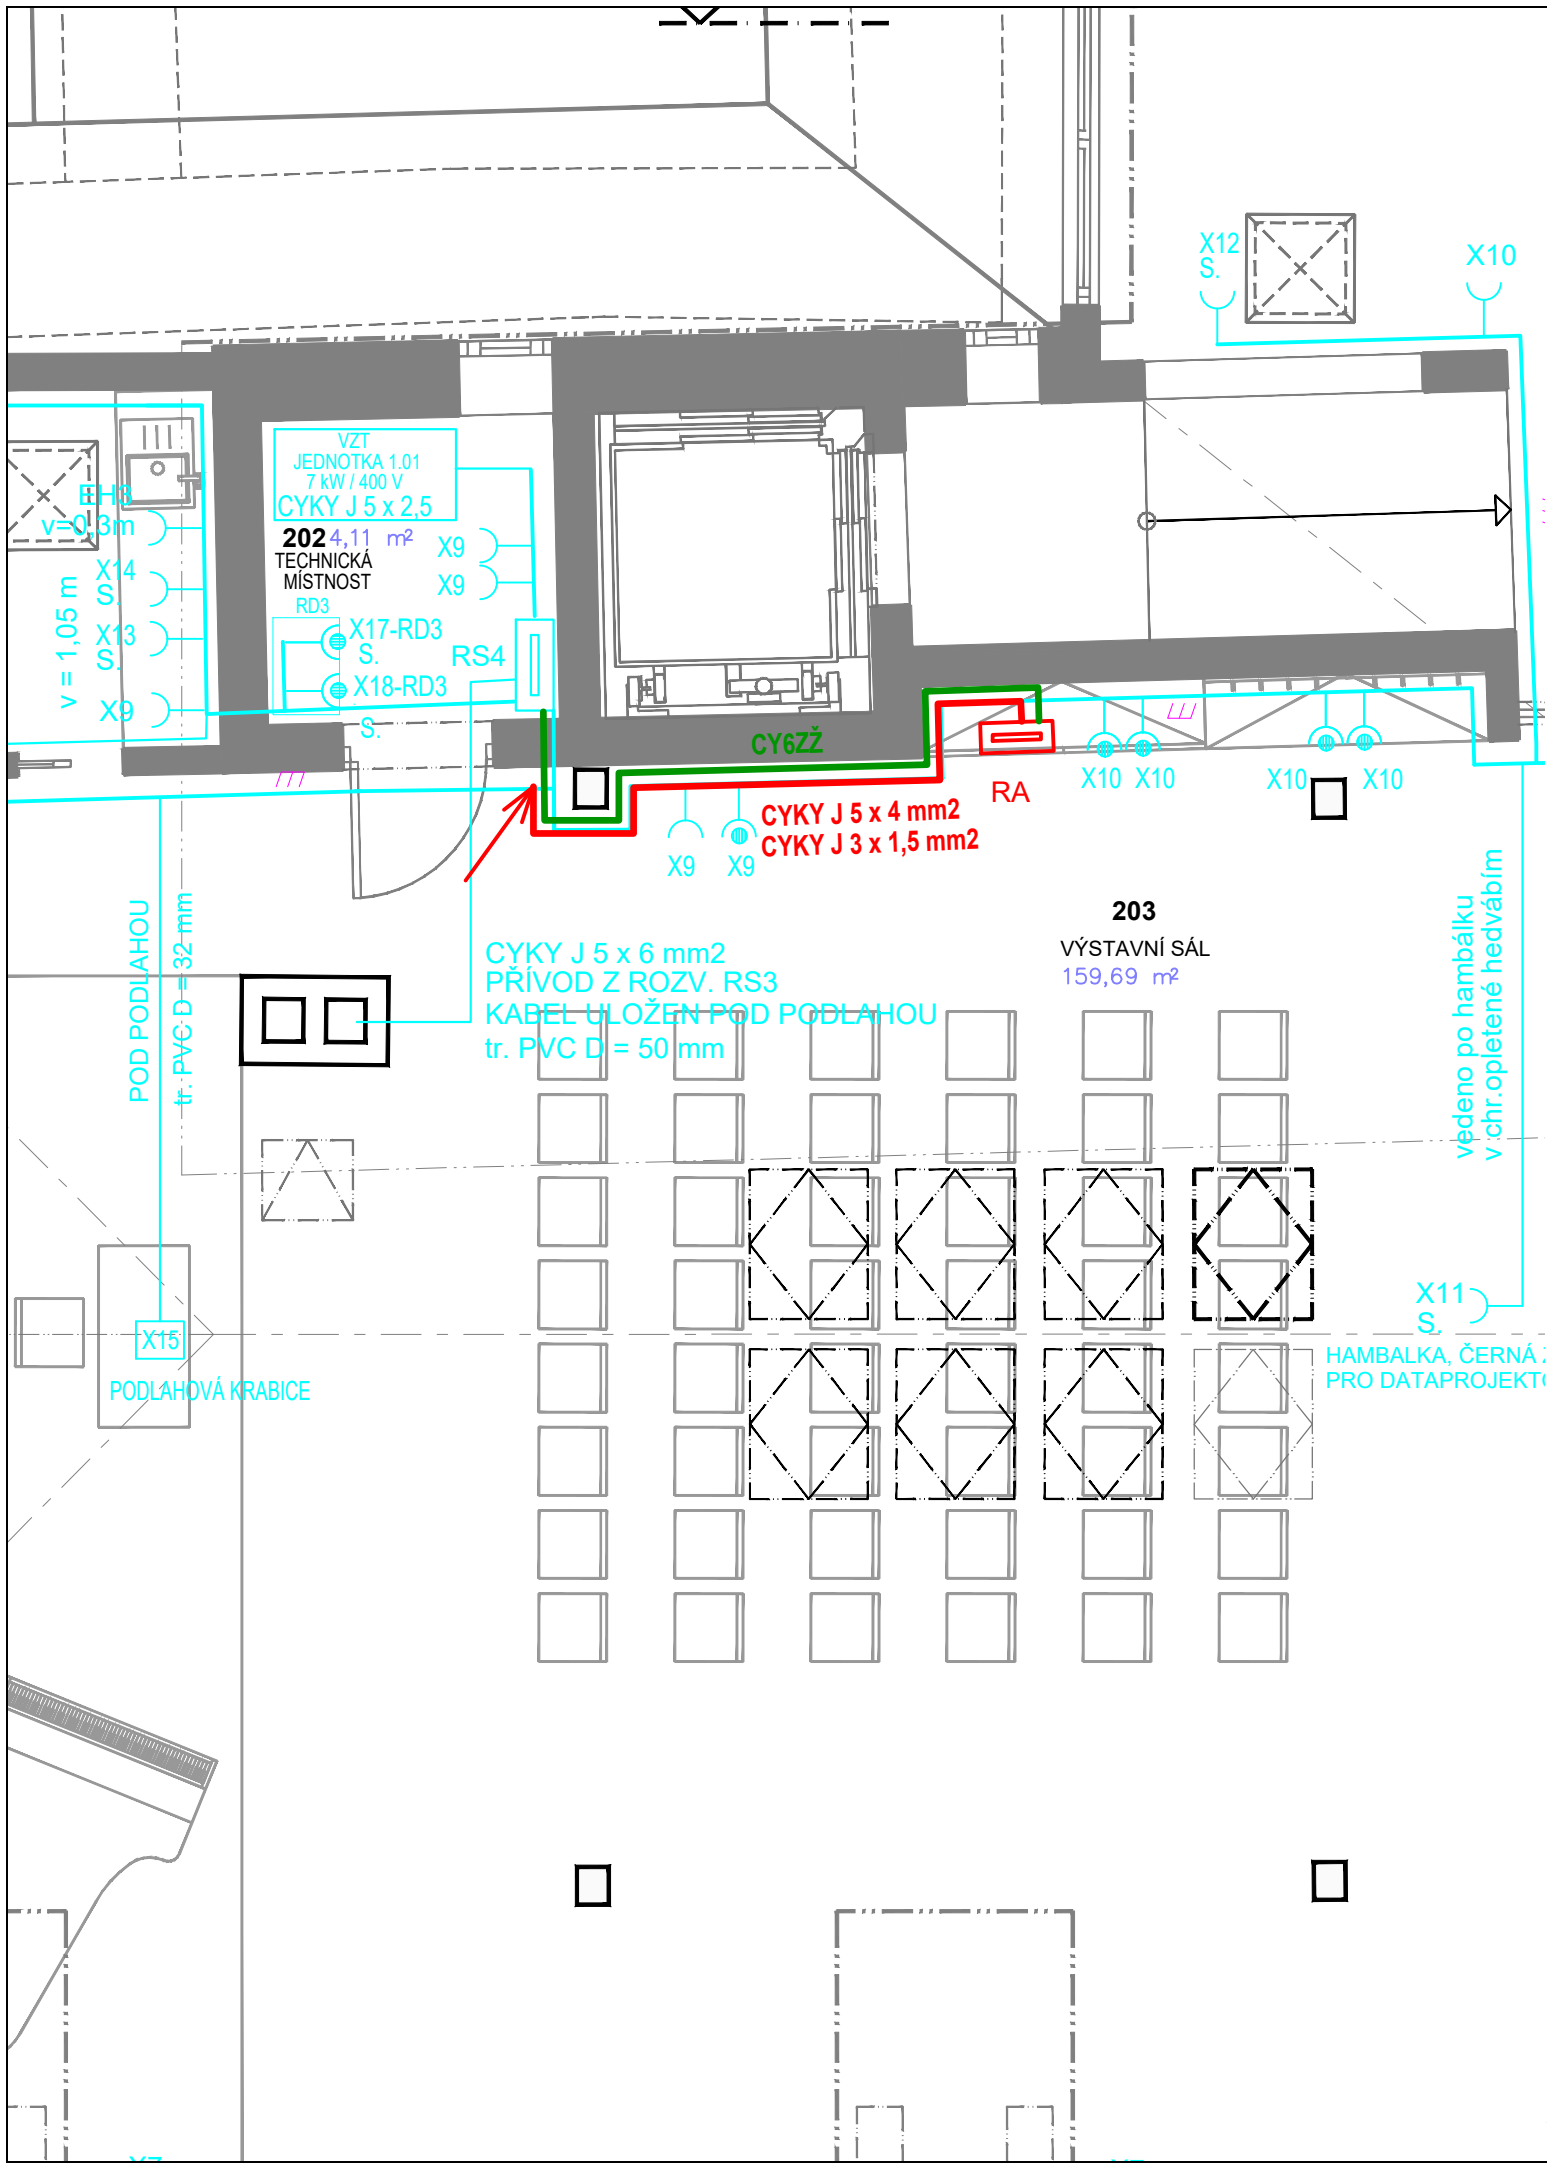 X12
S.
X10
VZT
JEDNOTKA 1.01
7 kW / 400 V
CYKY J 5 x 2,5
EH3
v=0,3m
202 4,11 m²
TECHNICKÁ
MÍSTNOST
X9
X9
X14
S.
X13
S.
X9
v = 1,05 m
RD3
X17-RD3
S.
X18-RD3
S.
RS4
CY6ZŽ
RA
X10 X10
X10 X10
CYKY J 5 x 4 mm2
CYKY J 3 x 1,5 mm2
X9 X9
203
VÝSTAVNÍ SÁL
159,69 m²
POD PODLAHOU
tr. PVC D = 32 mm
CYKY J 5 x 6 mm2
PŘÍVOD Z ROZV. RS3
KABEL ULOŽEN POD PODLAHOU
tr. PVC D = 50 mm
vedeno po hambálku
v chr.opletené hedvábím
X15
PODLAHOVÁ KRABICE
X11
S.
HAMBALKA, ČERNÁ
PRO